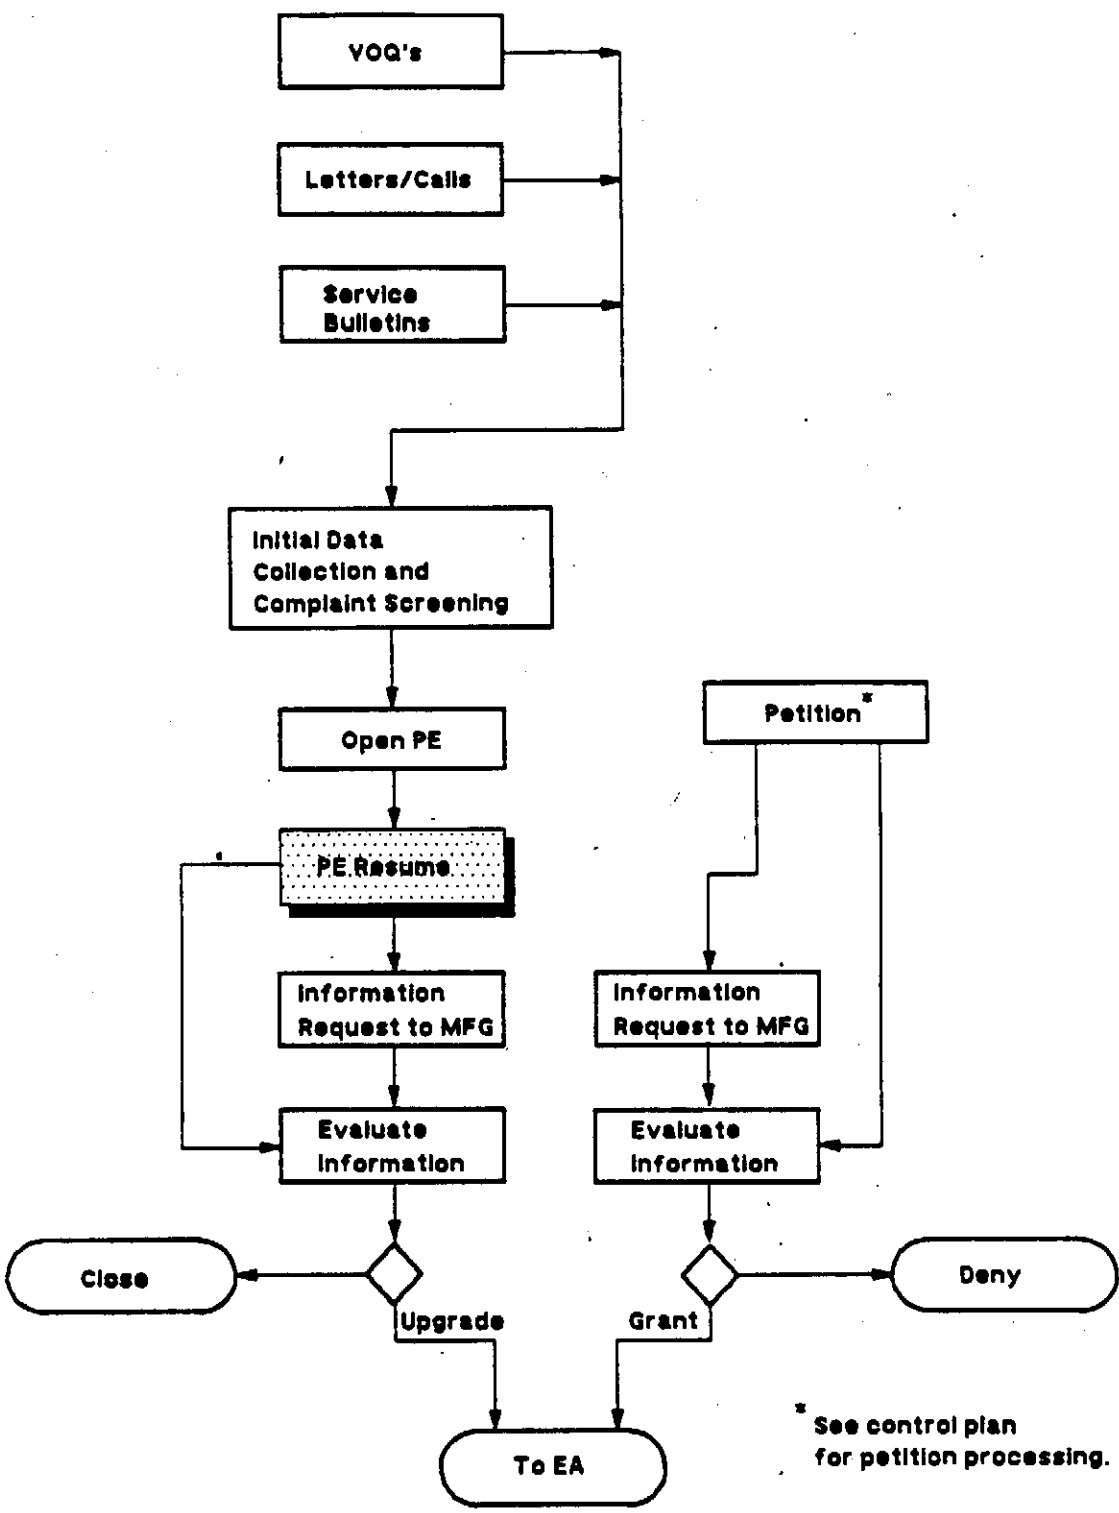 VOQ's
Letters/Calls
Service
Bulletins
Initial Data
Collection and
Complaint Screening
Open PE
Petition*
PE Resume
Information
Request to MFG
Information
Request to MFG
Evaluate
Information
Evaluate
Information
Close
Deny
Upgrade
Grant
To EA
* See control plan
for petition processing.